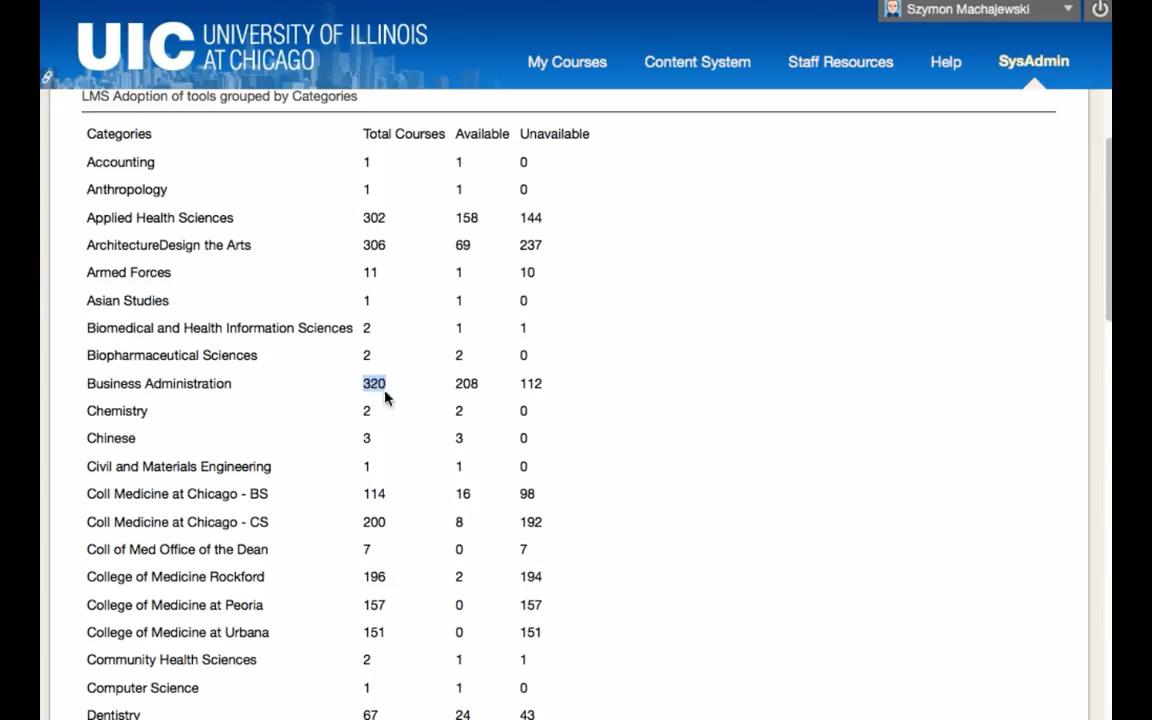 Szymon Machajewski
UIC UNIVERSITY OF ILLINOIS
AT CHICAGO
My Courses Content System Staff Resources Help SysAdmin
LMS Adoption of tools grouped by Categories
Categories Total Courses Available Unavailable
Accounting 1 1 0
Anthropology 1 1 0
Applied Health Sciences 302 158 144
ArchitectureDesign the Arts 306 69 237
Armed Forces 11 1 10
Asian Studies 1 1 0
Biomedical and Health Information Sciences 2 1 1
Biopharmaceutical Sciences 2 2 0
Business Administration 320 208 112
Chemistry 2 2 0
Chinese 3 3 0
Civil and Materials Engineering 1 1 0
Coll Medicine at Chicago - BS 114 16 98
Coll Medicine at Chicago - CS 200 8 192
Coll of Med Office of the Dean 7 0 7
College of Medicine Rockford 196 2 194
College of Medicine at Peoria 157 0 157
College of Medicine at Urbana 151 0 151
Community Health Sciences 2 1 1
Computer Science 1 1 0
Dentistry 67 24 43